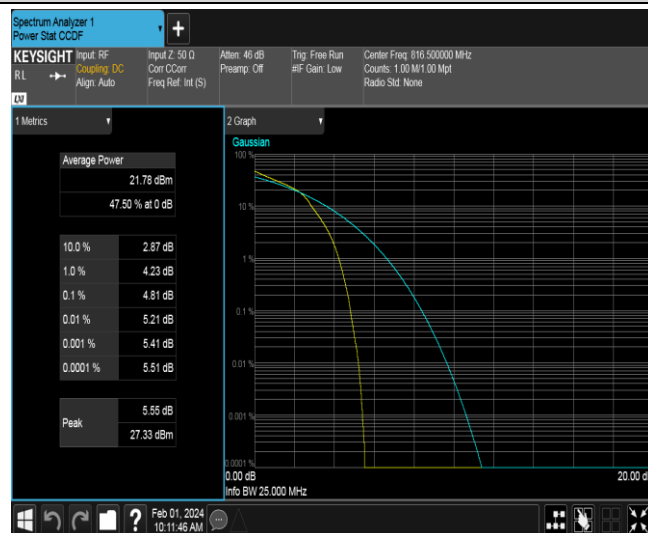 Spectrum Analyzer 1
Power Stat CCDF
KEYSIGHT
RL
Input: RF
Coupling: DC
Align: Auto
Input Z: 50 Ω
Corr CCorr
Freq Ref: Int (S)
Atten: 46 dB
Preamp: Off
Trig: Free Run
#IF Gain: Low
Center Freq: 816.500000 MHz
Counts: 1.00 M/1.00 Mpt
Radio Std: None
LXI
1 Metrics
Average Power
21.78 dBm
47.50 % at 0 dB
10.0 % 2.87 dB
1.0 % 4.23 dB
0.1 % 4.81 dB
0.01 % 5.21 dB
0.001 % 5.41 dB
0.0001 % 5.51 dB
Peak
5.55 dB
27.33 dBm
2 Graph
Gaussian
100 %
10 %
1 %
0.1 %
0.01 %
0.001 %
0.0001 %
0.00 dB
20.00 d
Info BW 25.000 MHz
?
Feb 01, 2024
10:11:46 AM